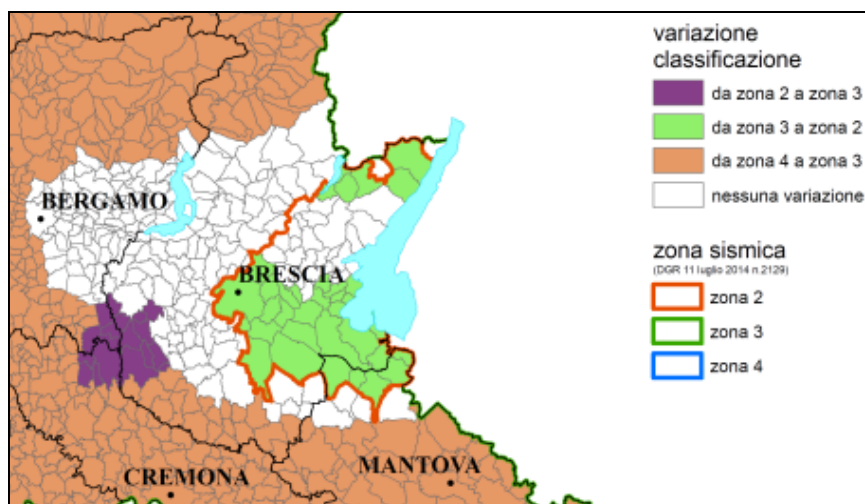 variazione
classificazione
da zona 2 a zona 3
da zona 3 a zona 2
da zona 4 a zona 3
nessuna variazione
zona sismica
(DGR 11 luglio 2014 n.2129)
zona 2
zona 3
zona 4
BERGAMO
BRESCIA
CREMONA
MANTOVA